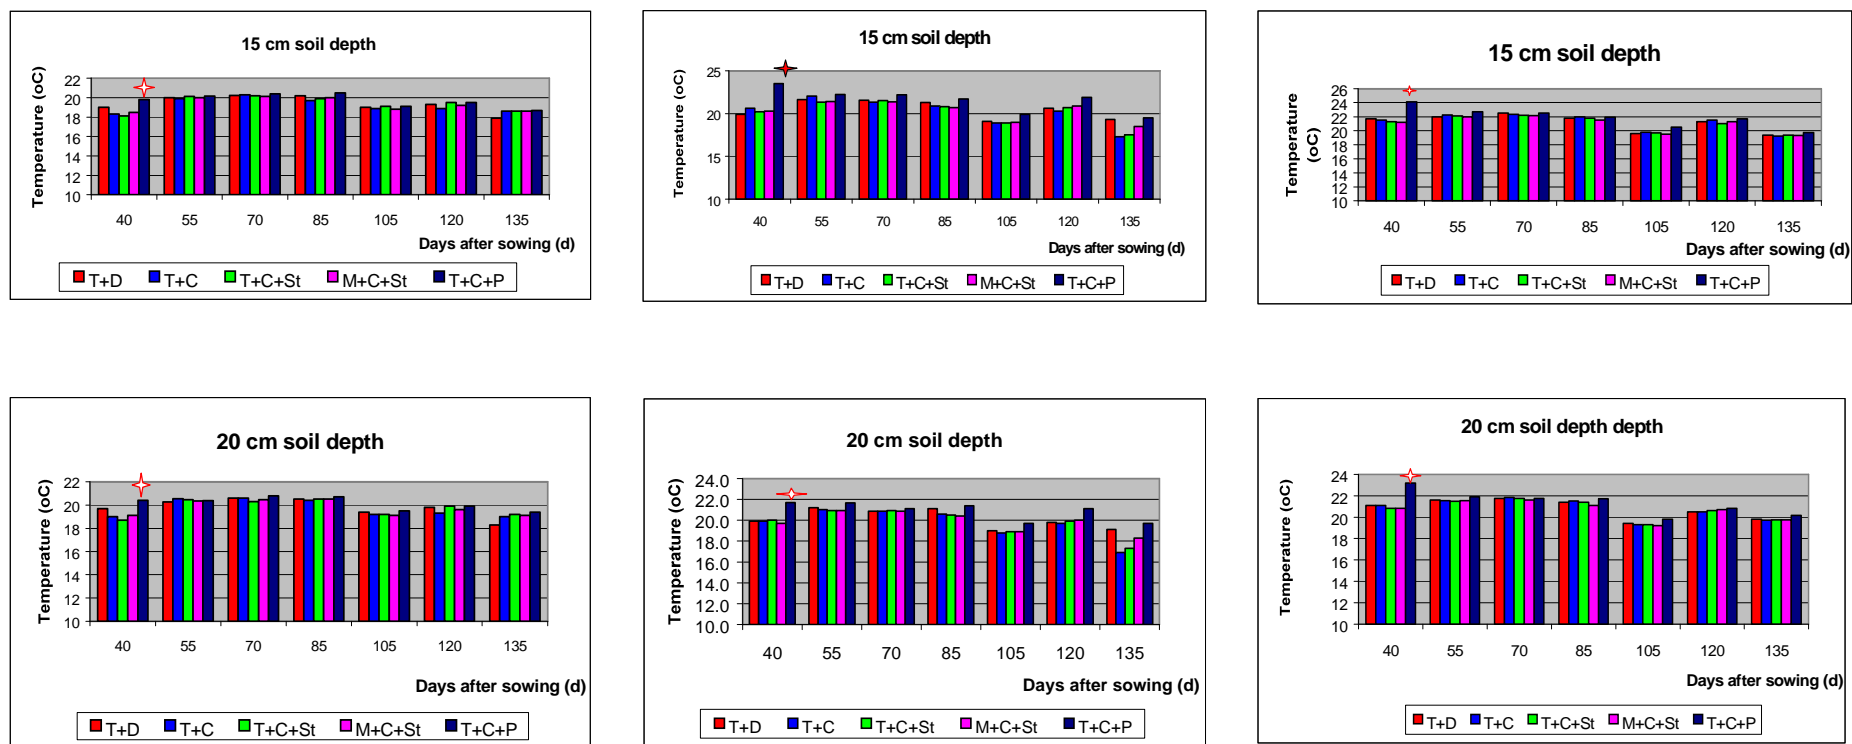 15 cm soil depth
Temperature (oC)
22
20
18
16
14
12
10
40 55 70 85 105 120 135
Days after sowing (d)
T+D T+C T+C+St M+C+St T+C+P
15 cm soil depth
Temperature (oC)
25
20
15
10
40 55 70 85 105 120 135
Days after sowing (d)
T+D T+C T+C+St M+C+St T+C+P
15 cm soil depth
Temperature
(oC)
26
24
22
20
18
16
14
12
10
40 55 70 85 105 120 135
Days after sowing (d)
T+D T+C T+C+St M+C+St T+C+P
20 cm soil depth
Temperature (oC)
22
20
18
16
14
12
10
40 55 70 85 105 120 135
Days after sowing (d)
T+D T+C T+C+St M+C+St T+C+P
20 cm soil depth
Temperature (oC)
24.0
22.0
20.0
18.0
16.0
14.0
12.0
10.0
40 55 70 85 105 120 135
Days after sowing (d)
T+D T+C T+C+St M+C+St T+C+P
20 cm soil depth depth
Temperature (oC)
24
22
20
18
16
14
12
10
40 55 70 85 105 120 135
Days after sowing (d)
T+D T+C T+C+St M+C+St T+C+P